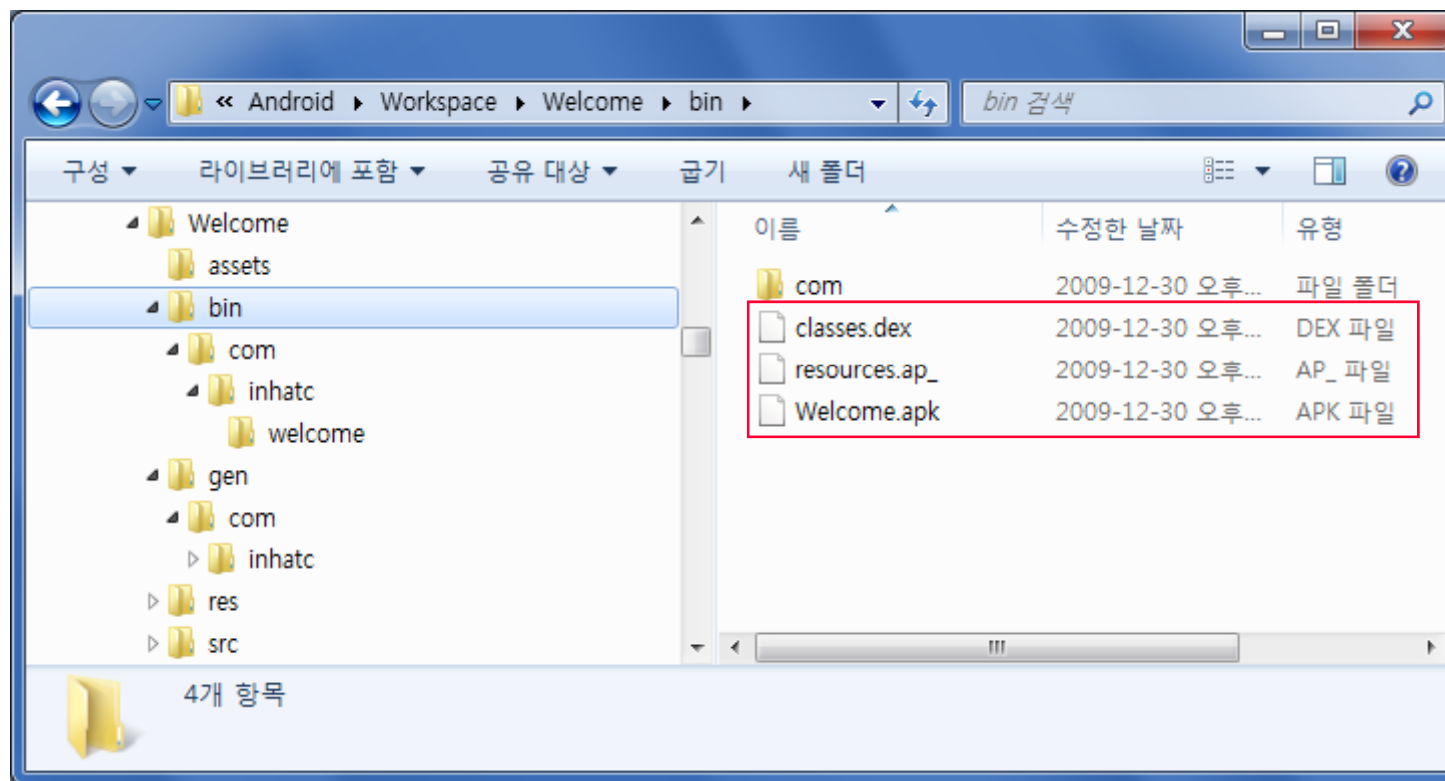 « Android ▸ Workspace ▸ Welcome ▸ bin ▸
bin 검색
구성 ▼ 라이브러리에 포함 ▼ 공유 대상 ▼ 굽기 새 폴더
Welcome
assets
bin
com
inhatc
welcome
gen
com
inhatc
res
src
이름 수정한 날짜 유형
com 2009-12-30 오후... 파일 폴더
classes.dex 2009-12-30 오후... DEX 파일
resources.ap_ 2009-12-30 오후... AP_ 파일
Welcome.apk 2009-12-30 오후... APK 파일
4개 항목